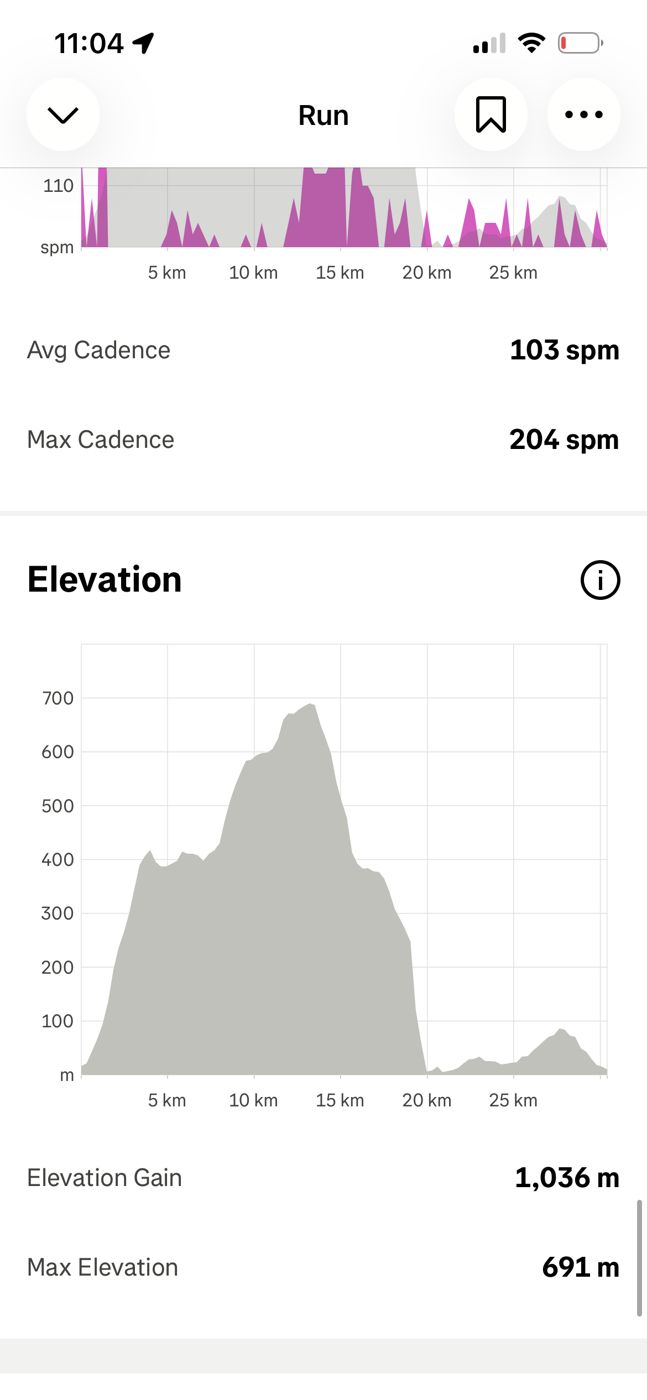 11:04
Run
110
spm
5 km 10 km 15 km 20 km 25 km
Avg Cadence 103 spm
Max Cadence 204 spm
Elevation
700
600
500
400
300
200
100
m
5 km 10 km 15 km 20 km 25 km
Elevation Gain 1,036 m
Max Elevation 691 m